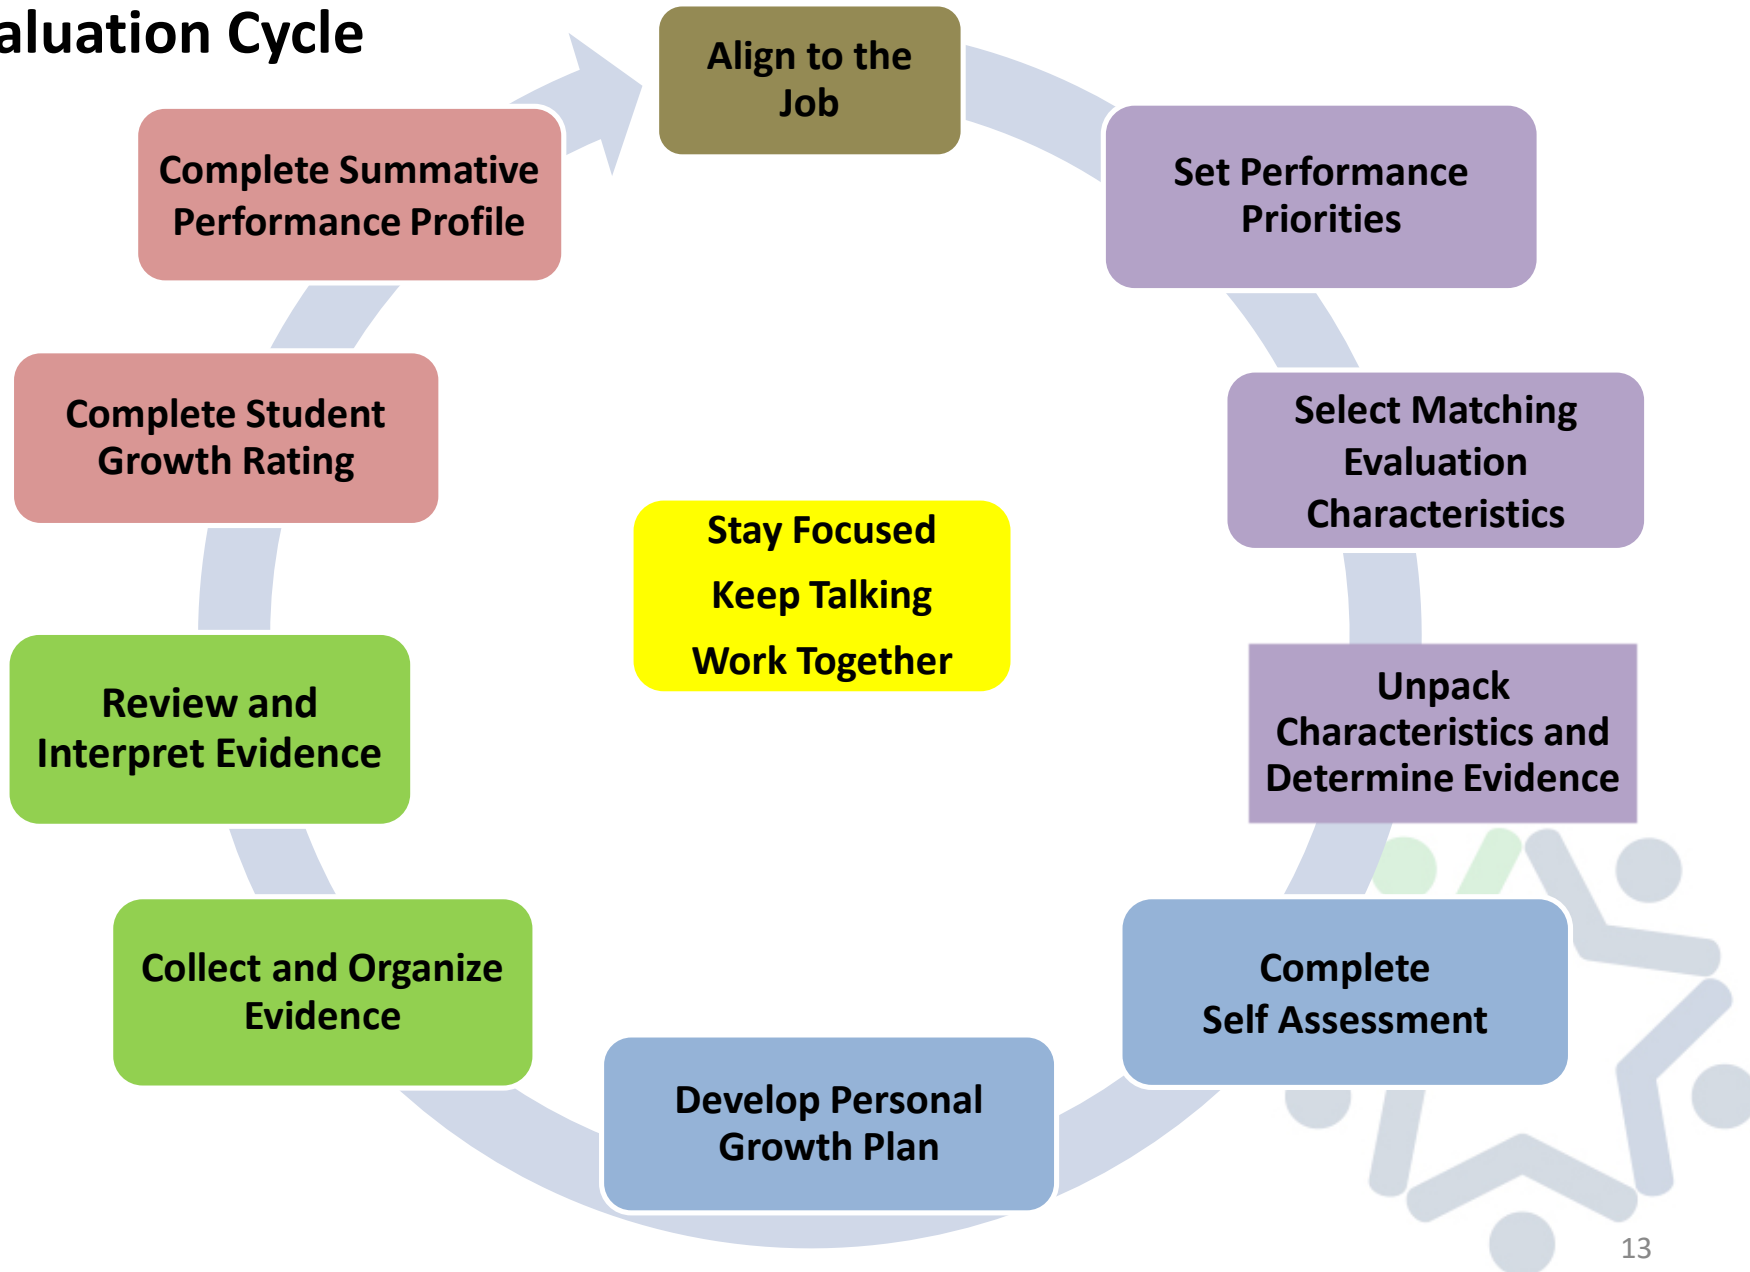 aluation Cycle
Align to the
Job
Set Performance
Priorities
Select Matching
Evaluation
Characteristics
Unpack
Characteristics and
Determine Evidence
Complete
Self Assessment
Develop Personal
Growth Plan
Collect and Organize
Evidence
Review and
Interpret Evidence
Complete Student
Growth Rating
Complete Summative
Performance Profile
Stay Focused
Keep Talking
Work Together
13